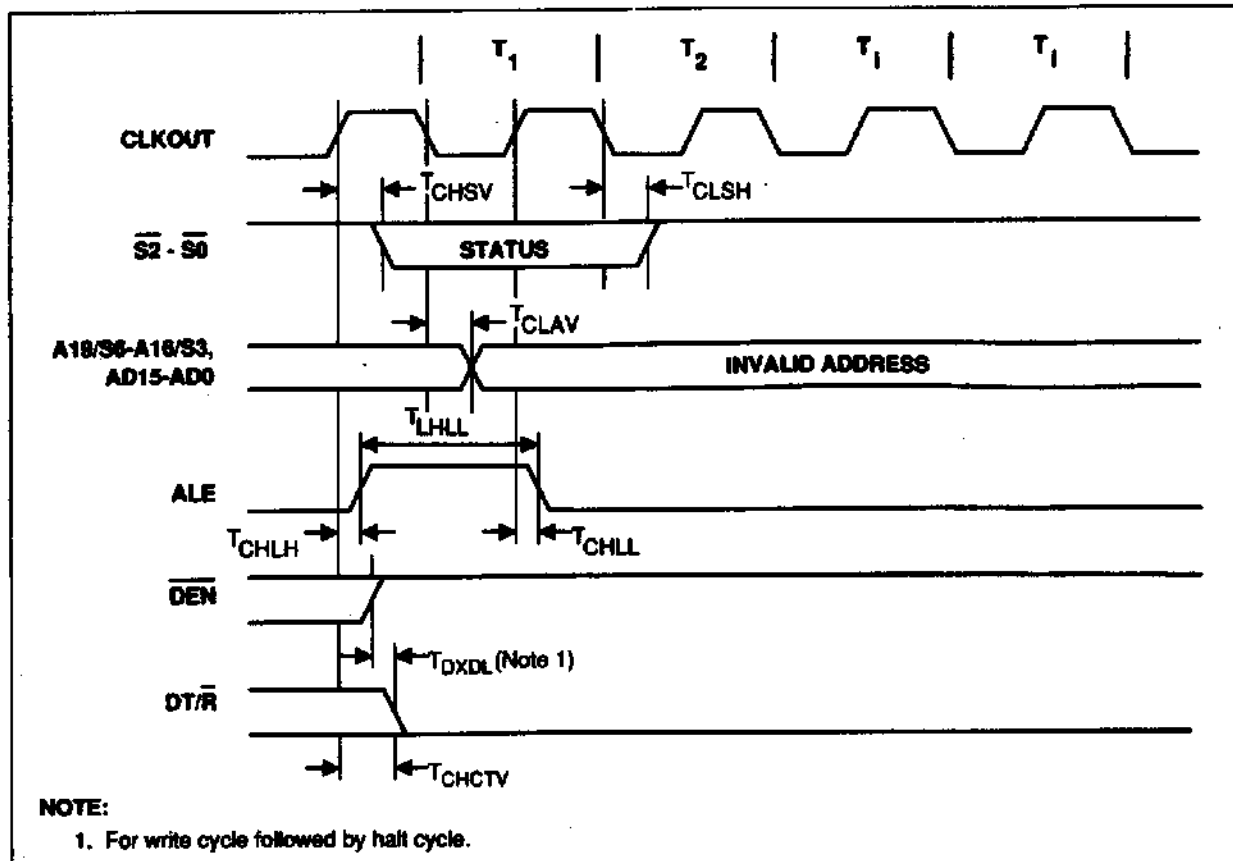 T1 T2 Ti Ti
CLKOUT
TCHSV TCLSH
S2 - S0
STATUS
TCLAV
A19/S6-A16/S3,
AD15-AD0
INVALID ADDRESS
TLHLL
ALE
TCHLH TCHLL
DEN
TDXDL (Note 1)
DT/R
TCHCTV
NOTE:
1. For write cycle followed by halt cycle.